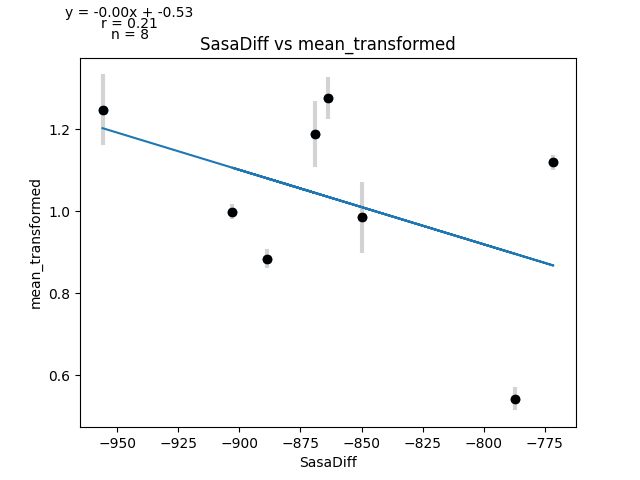 y = -0.00x + -0.53
r = 0.21
n = 8
SasaDiff vs mean_transformed
mean_transformed
1.2
1.0
0.8
0.6
−950
−925
−900
−875
−850
−825
−800
−775
SasaDiff